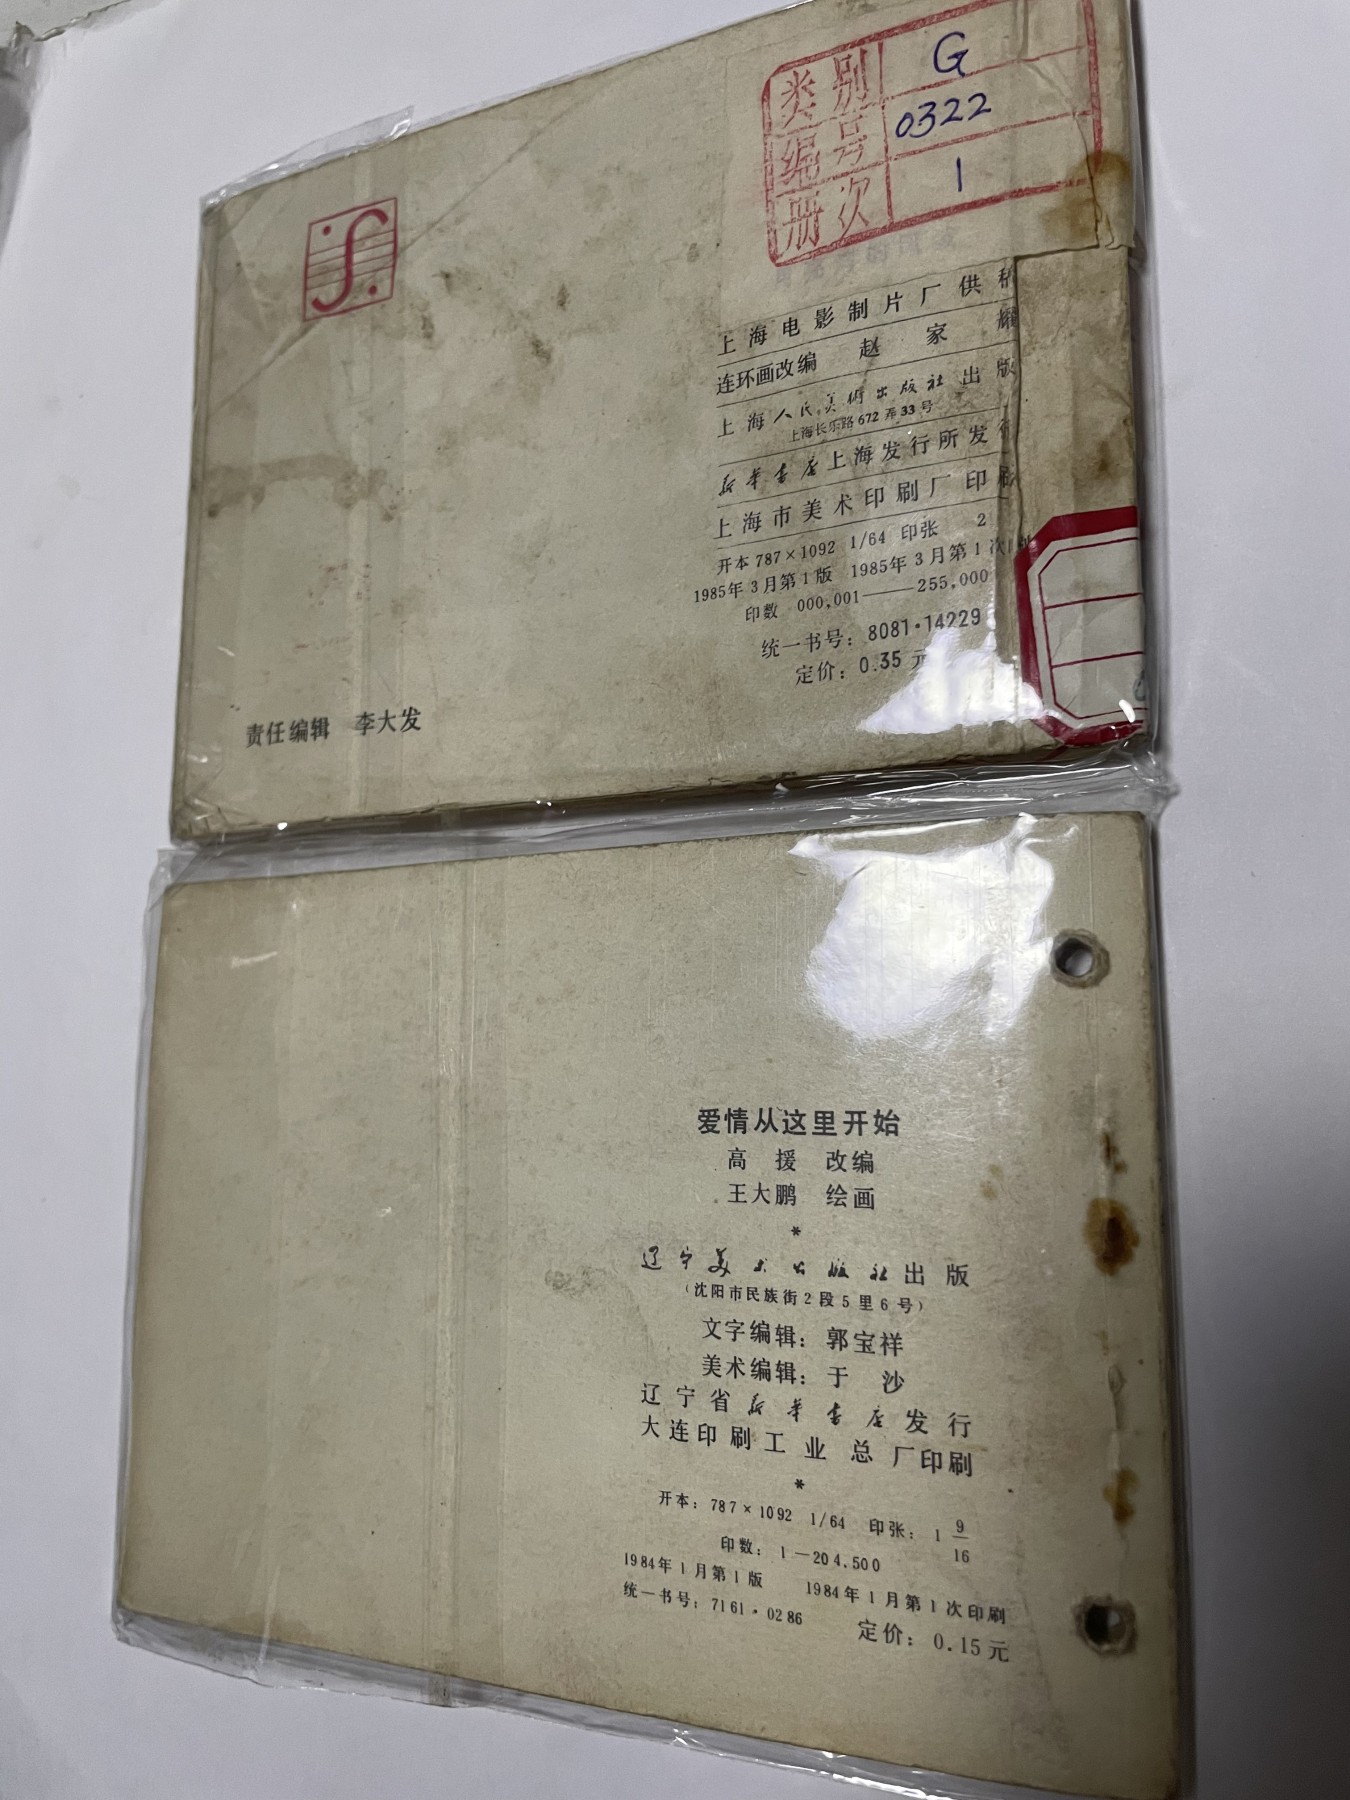 类别 G
编号 0322
册次 1
上海电影制片厂供稿
连环画改编 赵家耀
上海人民美术出版社出版
上海长乐路672弄33号
新华书店上海发行所发行
上海市美术印刷厂印刷
开本 787×1092 1/64 印张 2
1985年3月第1版 1985年3月第1次印
印数 000,001——255,000
统一书号：8081·14229
定价：0.35元
责任编辑 李大发
爱情从这里开始
高援 改编
王大鹏 绘画
*
辽宁美术出版社出版
（沈阳市民族街2段5里6号）
文字编辑：郭宝祥
美术编辑：于沙
辽宁省新华书店发行
大连印刷工业总厂印刷
*
开本：787×1092 1/64 印张：1 9/16
印数：1—204,500
1984年1月第1版 1984年1月第1次印刷
统一书号：7161·0286 定价：0.15元